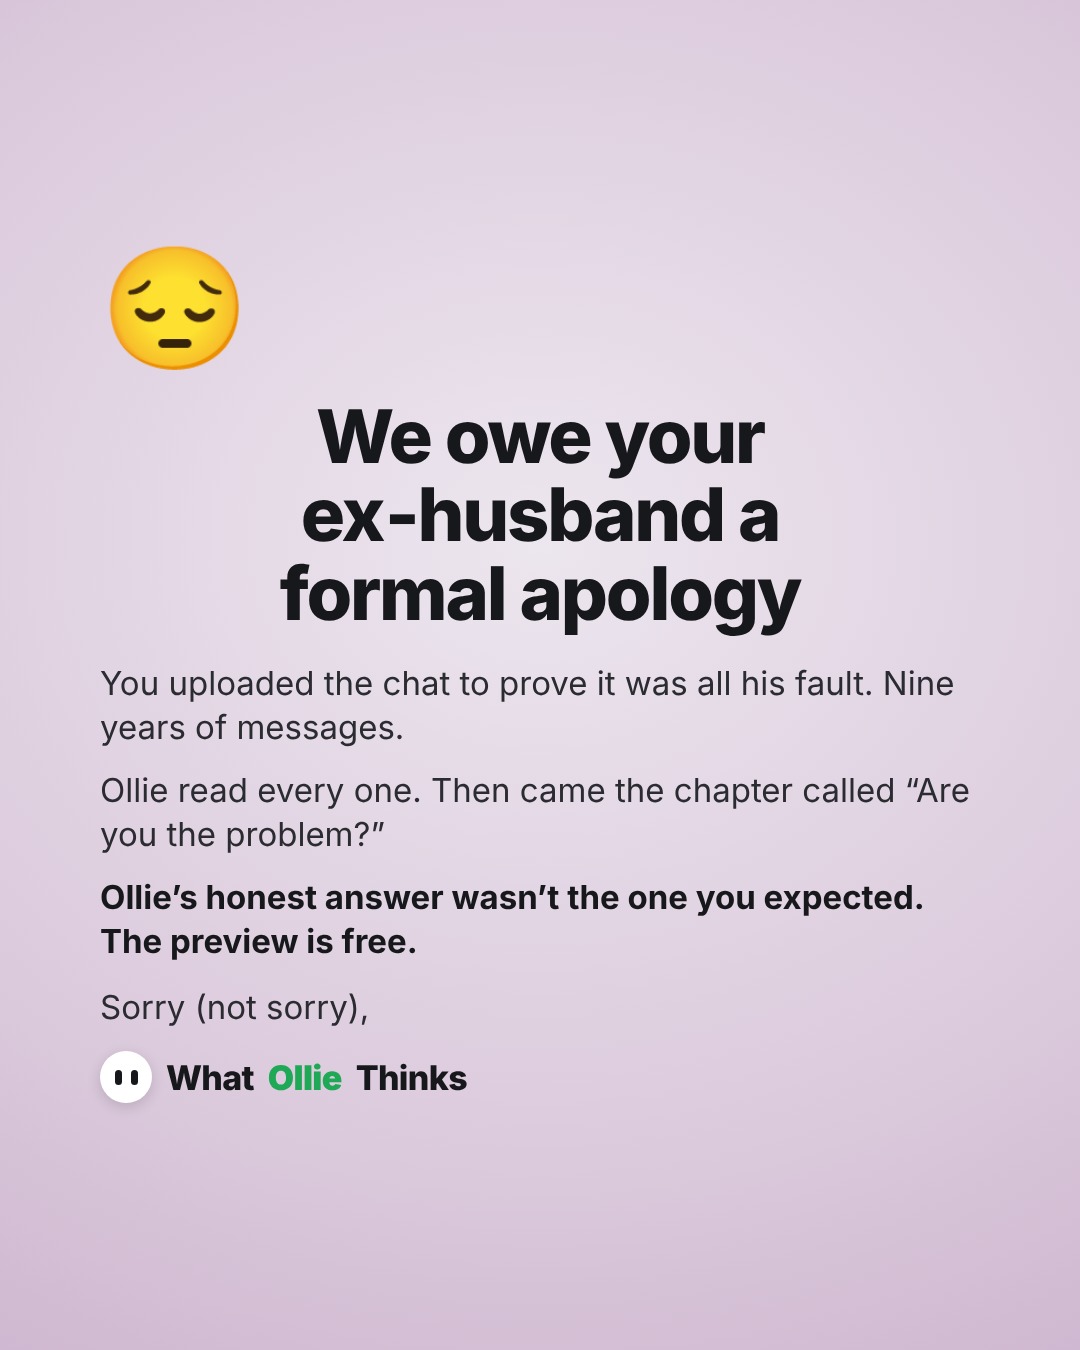 We owe your
ex-husband a
formal apology
You uploaded the chat to prove it was all his fault. Nine
years of messages.
Ollie read every one. Then came the chapter called “Are
you the problem?”
Ollie’s honest answer wasn’t the one you expected.
The preview is free.
Sorry (not sorry),
What Ollie Thinks